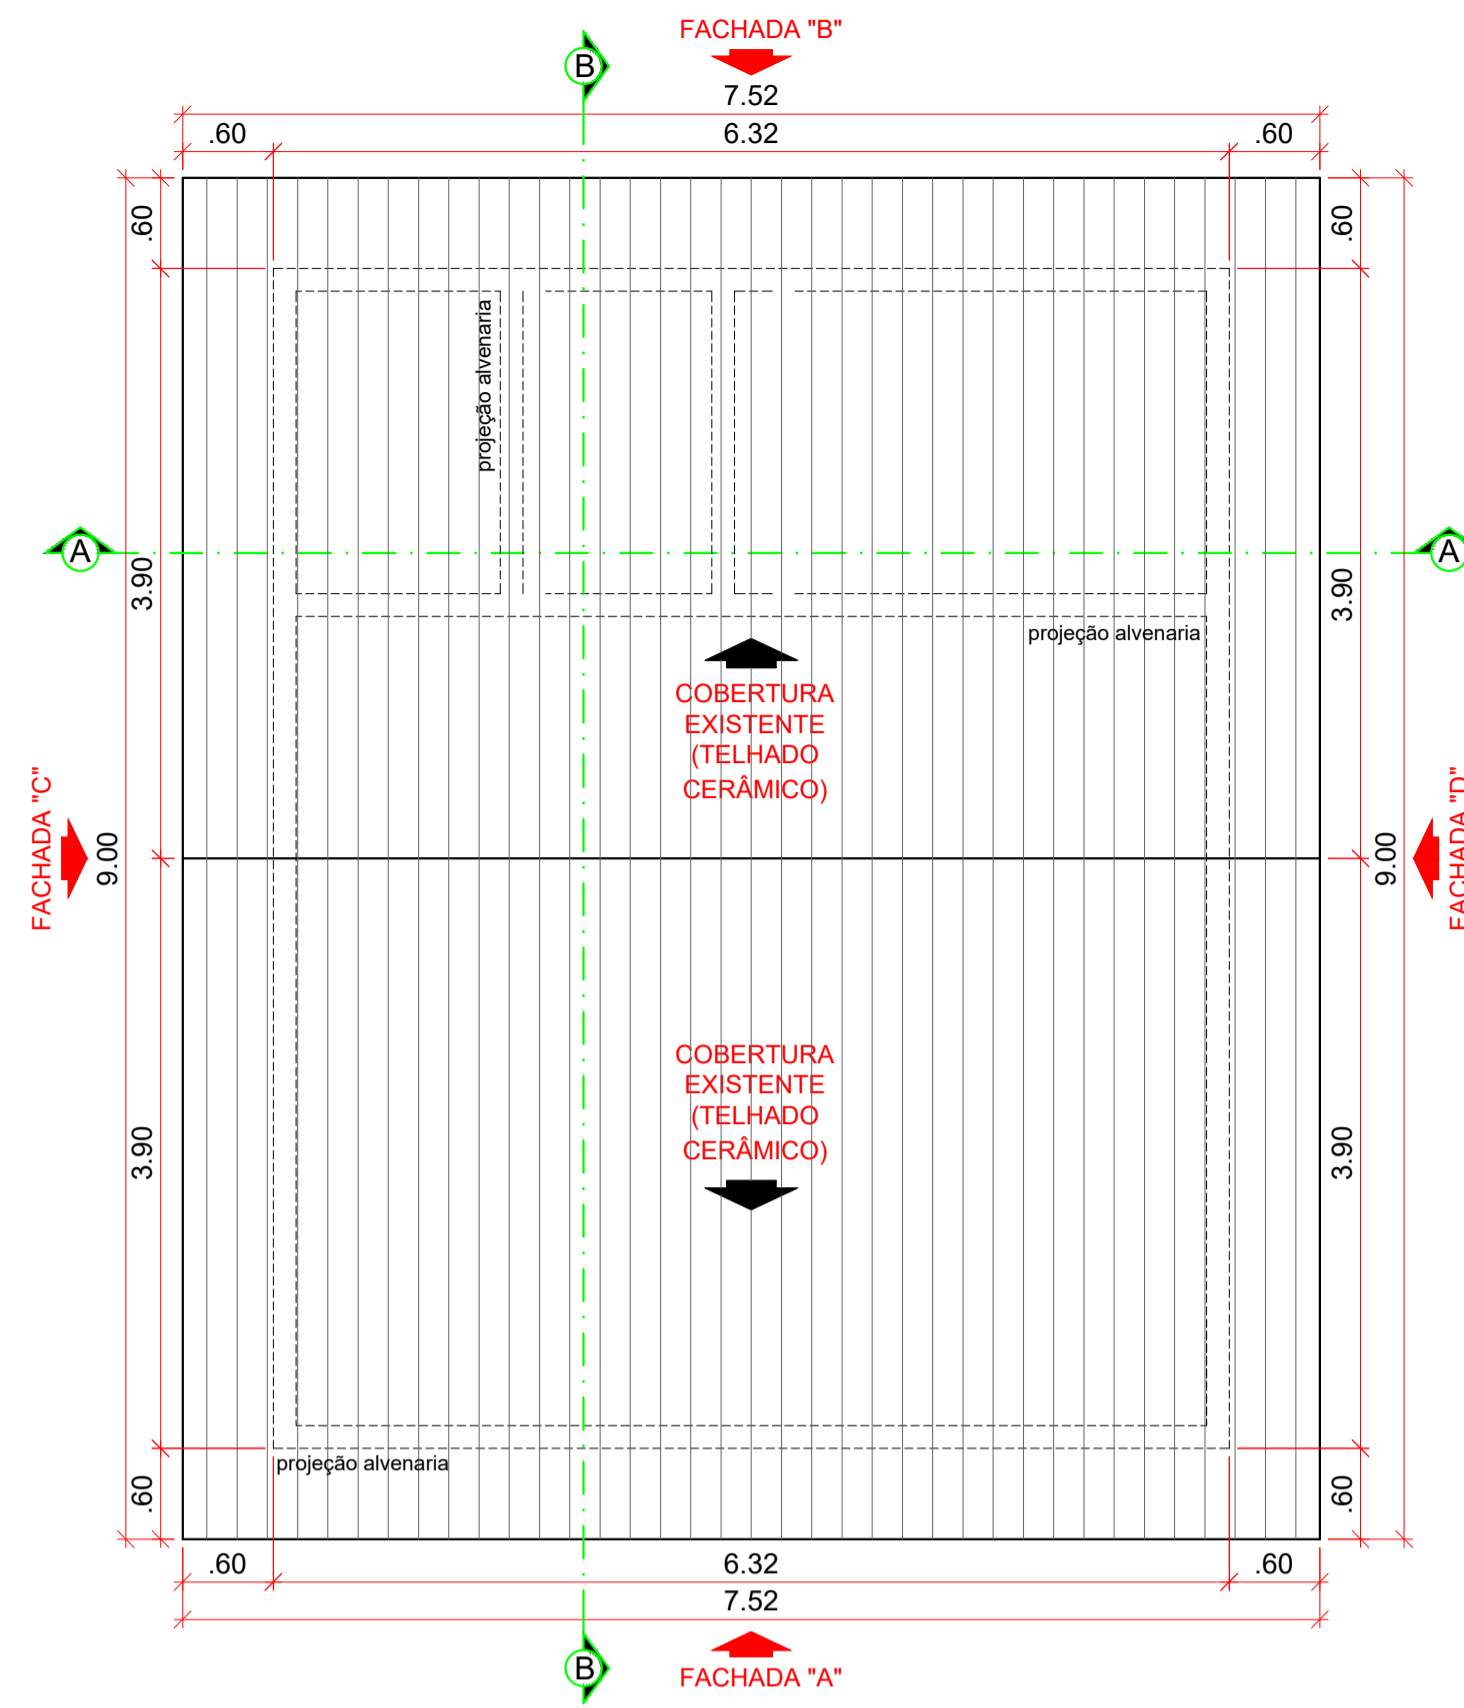 FACHADA "B"
B
7.52
.60
6.32
.60
.60
.60
projeção alvenaria
A
A
3.90
3.90
projeção alvenaria
COBERTURA
EXISTENTE
(TELHADO
CERÂMICO)
FACHADA "C"
9.00
9.00
FACHADA "D"
COBERTURA
EXISTENTE
(TELHADO
CERÂMICO)
3.90
3.90
projeção alvenaria
.60
.60
.60
6.32
.60
7.52
B
FACHADA "A"